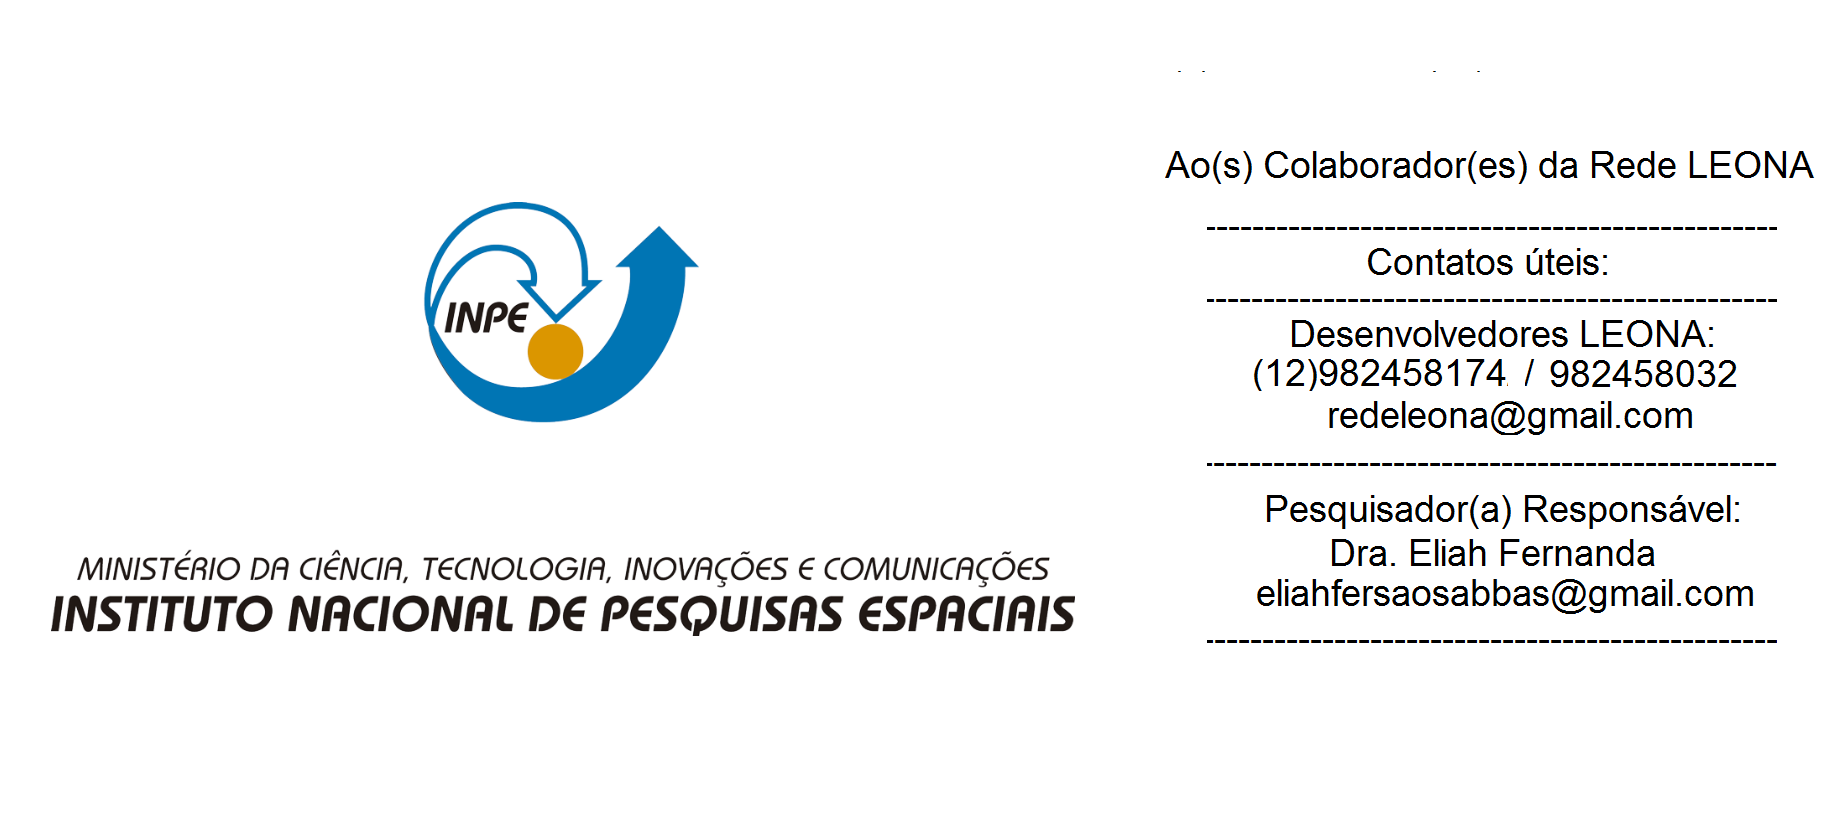 INPE
MINISTÉRIO DA CIÊNCIA, TECNOLOGIA, INOVAÇÕES E COMUNICAÇÕES
INSTITUTO NACIONAL DE PESQUISAS ESPACIAIS
Ao(s) Colaborador(es) da Rede LEONA
------------------------------------------------
Contatos úteis:
------------------------------------------------
Desenvolvedores LEONA:
(12)982458174 / 982458032
redeleona@gmail.com
------------------------------------------------
Pesquisador(a) Responsável:
Dra. Eliah Fernanda
eliahfersaosabbas@gmail.com
------------------------------------------------